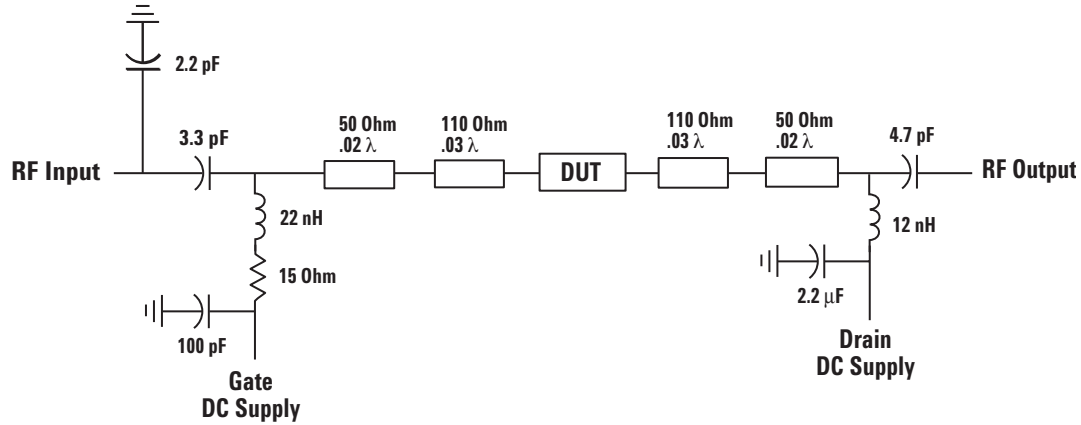 2.2 pF
3.3 pF
50 Ohm
.02 λ
110 Ohm
.03 λ
110 Ohm
.03 λ
50 Ohm
.02 λ
4.7 pF
RF Input
DUT
RF Output
22 nH
12 nH
15 Ohm
2.2 μF
100 pF
Drain
DC Supply
Gate
DC Supply